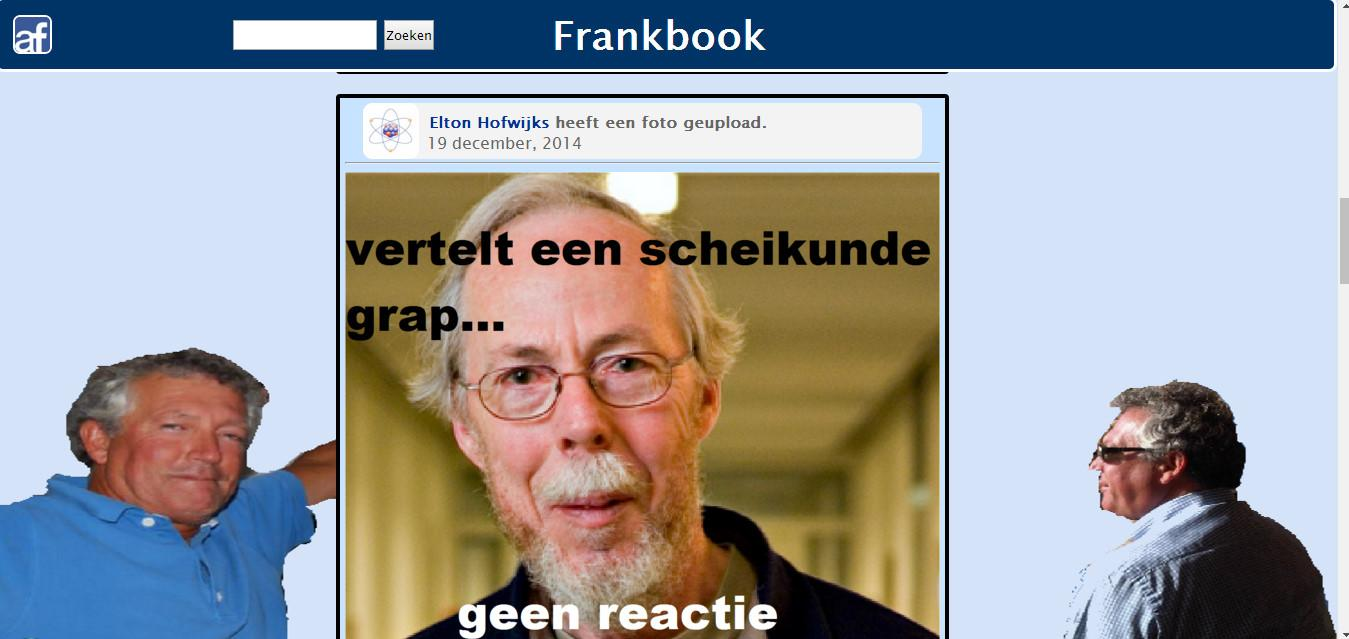 af
Zoeken
Frankbook
Elton Hofwijks heeft een foto geupload.
19 december, 2014
vertelt een scheikunde
grap...
geen reactie